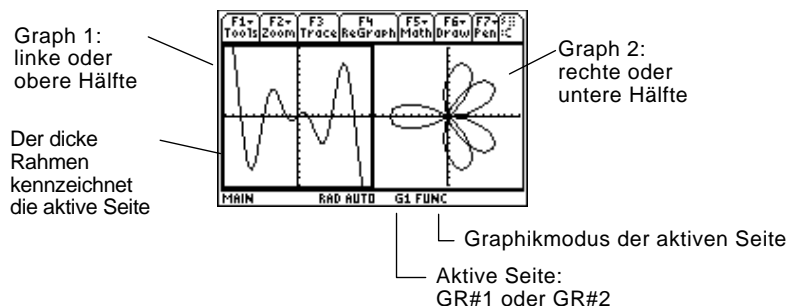 Graph 1:
linke oder
obere Hälfte
Der dicke
Rahmen
kennzeichnet
die aktive Seite
F1 Tools F2 Zoom F3 Trace F4 ReGraph F5 Math F6 Draw F7 Pen :C
MAIN RAD AUTO G1 FUNC
Graph 2:
rechte oder
untere Hälfte
Graphikmodus der aktiven Seite
Aktive Seite:
GR#1 oder GR#2